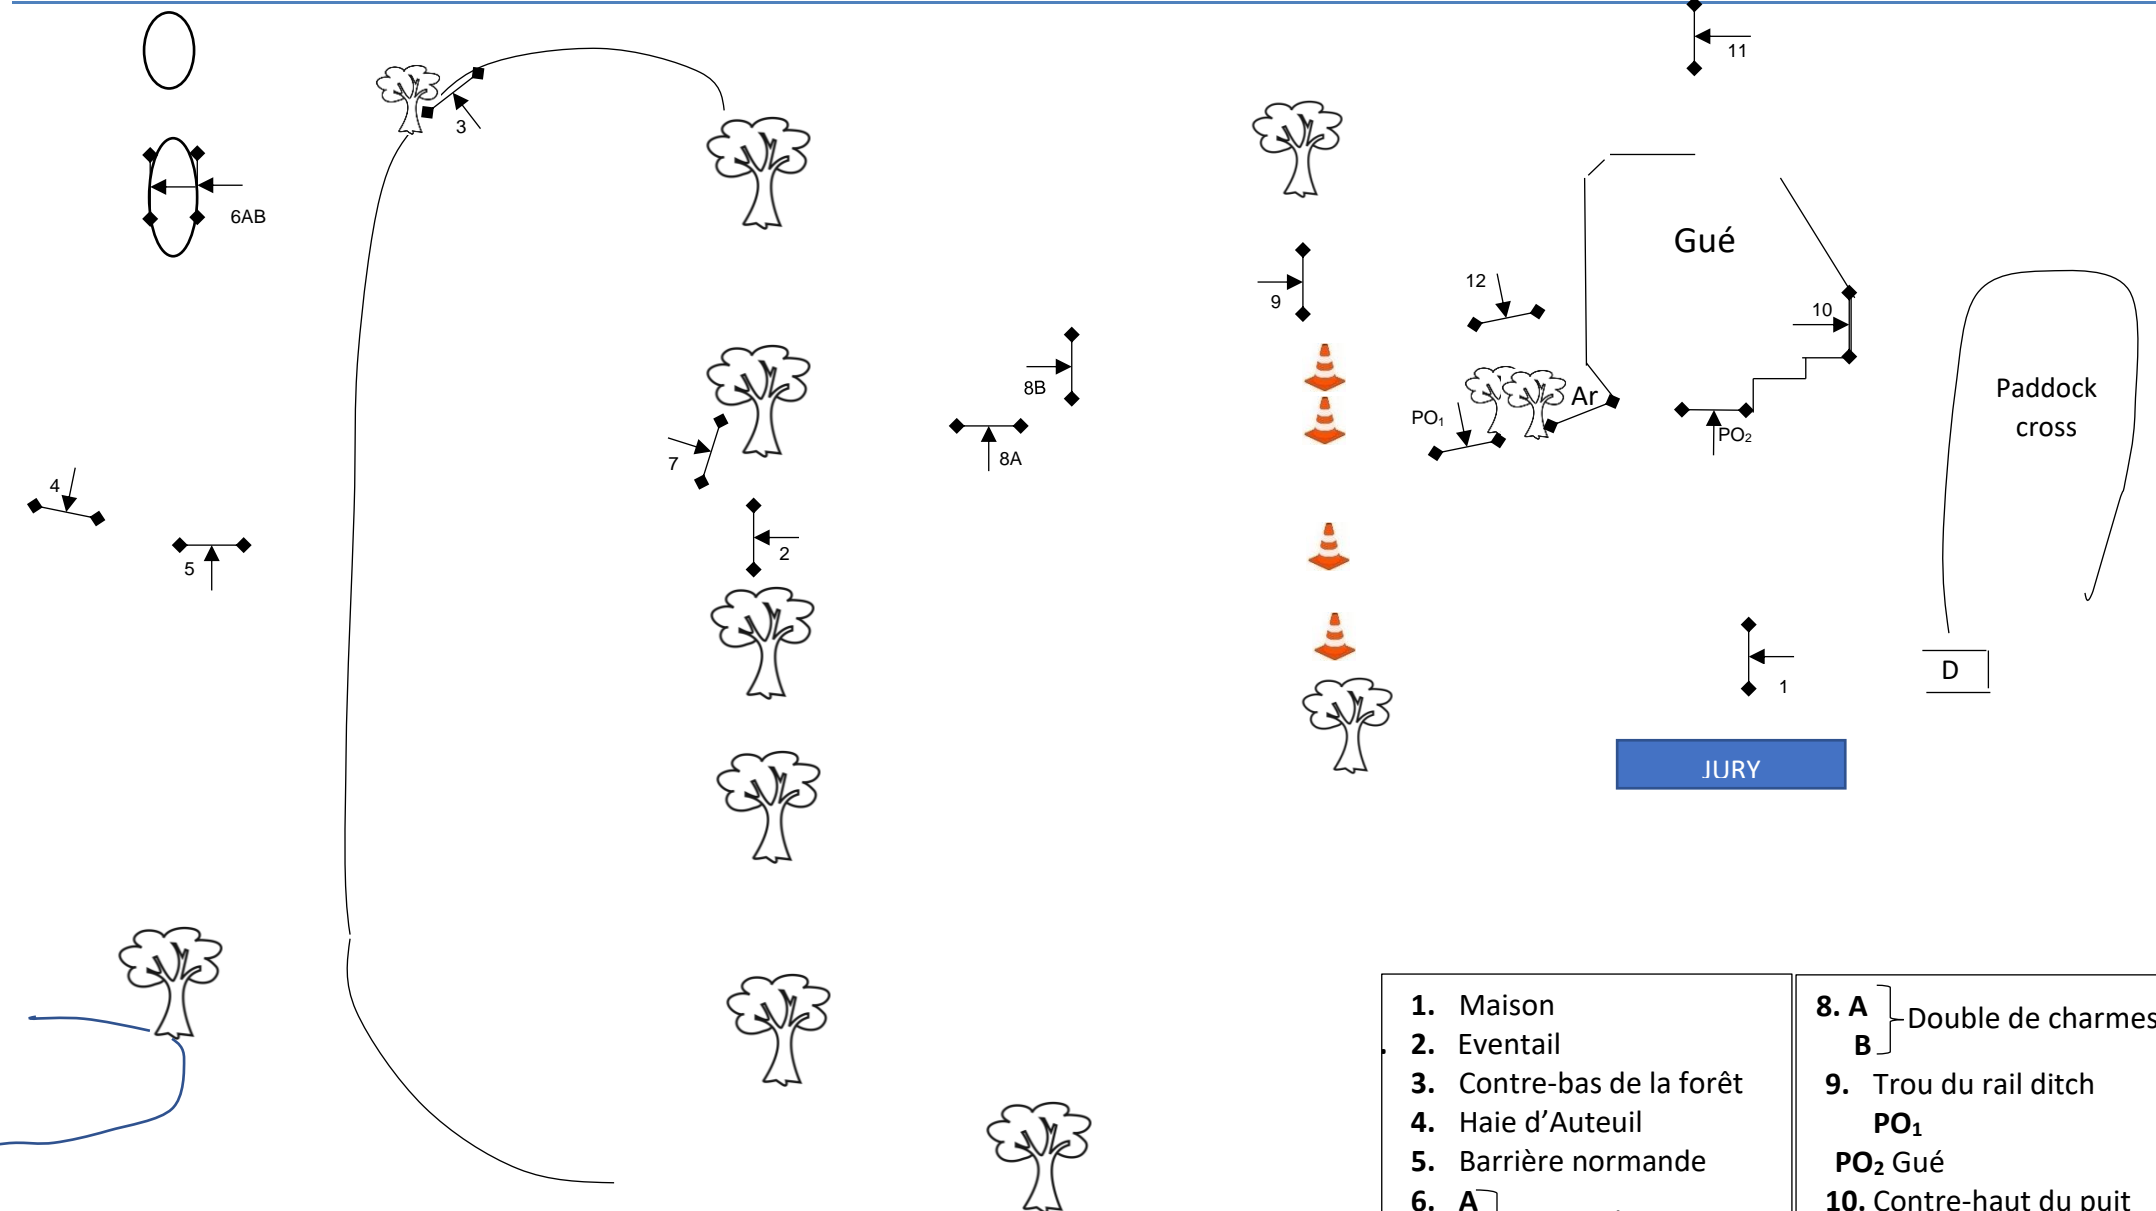 11
3
6AB
Gué
12
9
10
8B
Paddock
cross
Ar
PO₁
PO₂
8A
7
4
2
5
D
1
JURY
1. Maison
. 2. Eventail
3. Contre-bas de la forêt
4. Haie d’Auteuil
5. Barrière normande
6. A
8. A
B
Double de charmes
9. Trou du rail ditch
PO₁
PO₂ Gué
10. Contre-haut du puit